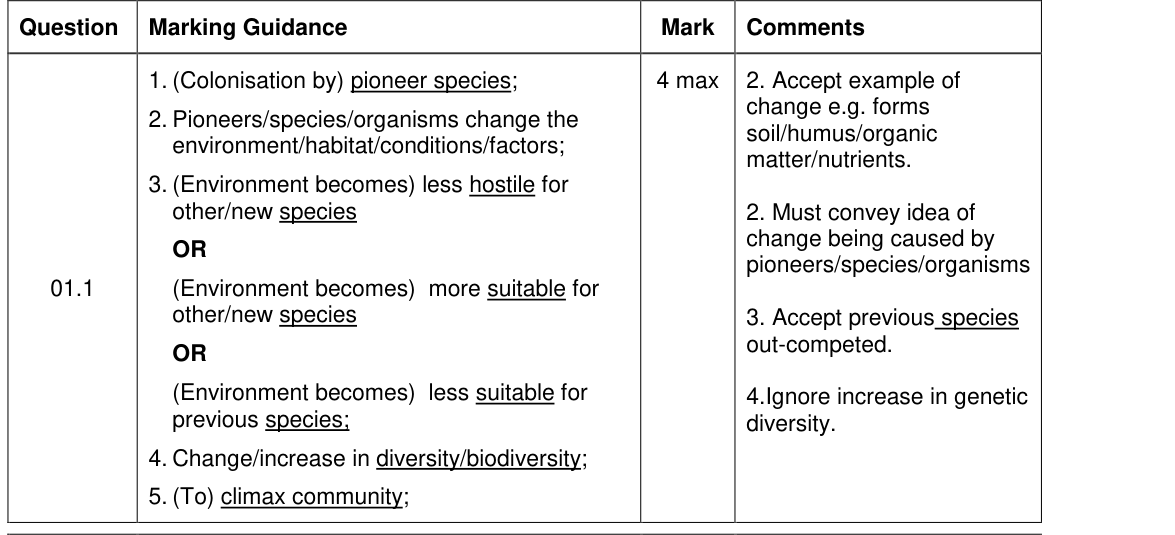 Question Marking Guidance Mark Comments
01.1
1. (Colonisation by) pioneer species;
2. Pioneers/species/organisms change the
environment/habitat/conditions/factors;
3. (Environment becomes) less hostile for
other/new species
OR
(Environment becomes)  more suitable for
other/new species
OR
(Environment becomes)  less suitable for
previous species;
4. Change/increase in diversity/biodiversity;
5. (To) climax community;
4 max
2. Accept example of
change e.g. forms
soil/humus/organic
matter/nutrients.
2. Must convey idea of
change being caused by
pioneers/species/organisms
3. Accept previous species
out-competed.
4.Ignore increase in genetic
diversity.